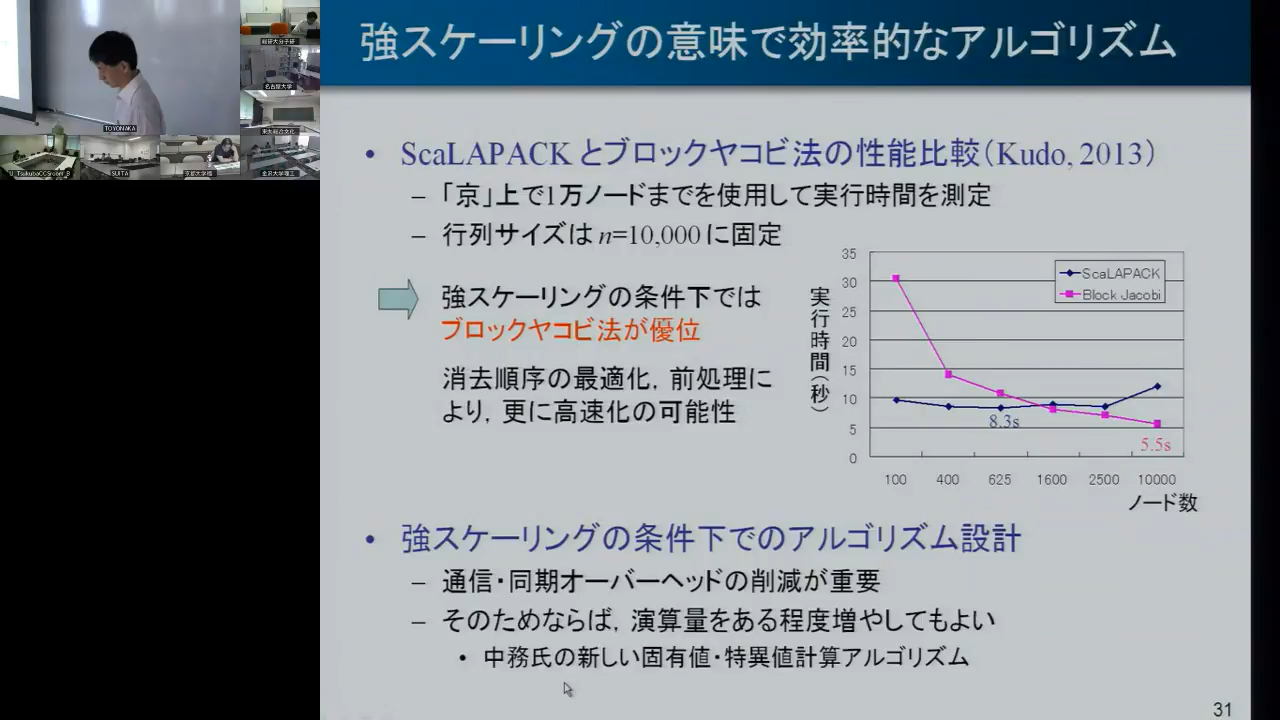 強スケーリングの意味で効率的なアルゴリズム
• ScaLAPACK とブロックヤコビ法の性能比較(Kudo, 2013)
– 「京」上で1万ノードまでを使用して実行時間を測定
– 行列サイズは n=10,000 に固定
強スケーリングの条件下では
ブロックヤコビ法が優位
消去順序の最適化, 前処理に
より, 更に高速化の可能性
実行時間(秒)
35
30
25
20
15
10
5
0
ScaLAPACK
Block Jacobi
8.3s
5.5s
100 400 625 1600 2500 10000
ノード数
• 強スケーリングの条件下でのアルゴリズム設計
– 通信・同期オーバーヘッドの削減が重要
– そのためならば, 演算量をある程度増やしてもよい
• 中務氏の新しい固有値・特異値計算アルゴリズム
31
TOYONAKA
名古屋大学
SUITA
金沢大学理工